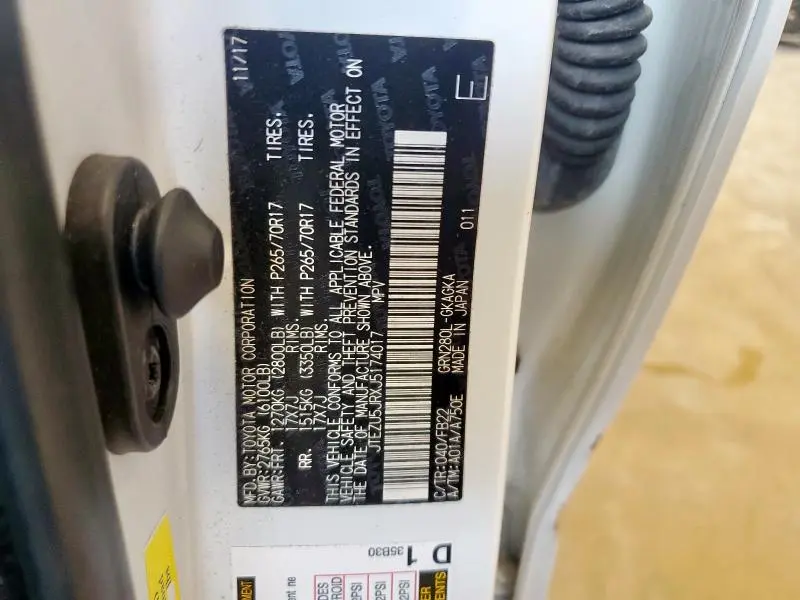 MFD.BY:TOYOTA MOTOR CORPORATION 11/17
GVWR:2765KG (6100LB)
GAWR:FRT. 1270KG (2800LB) WITH P265/70R17 TIRES.
17X7J RIMS.
RR. 1515KG (3350LB) WITH P265/70R17 TIRES.
17X7J RIMS.
THIS VEHICLE CONFORMS TO ALL APPLICABLE FEDERAL MOTOR
VEHICLE SAFETY AND THEFT PREVENTION STANDARDS IN EFFECT ON
THE DATE OF MANUFACTURE SHOWN ABOVE.
JTEZU5JRXJ5174017 MPV
011
C/TR:040/FB22 GRN280L-GKAGKA
A/TM:A01A/A750E MADE IN JAPAN
E
D1
35B30